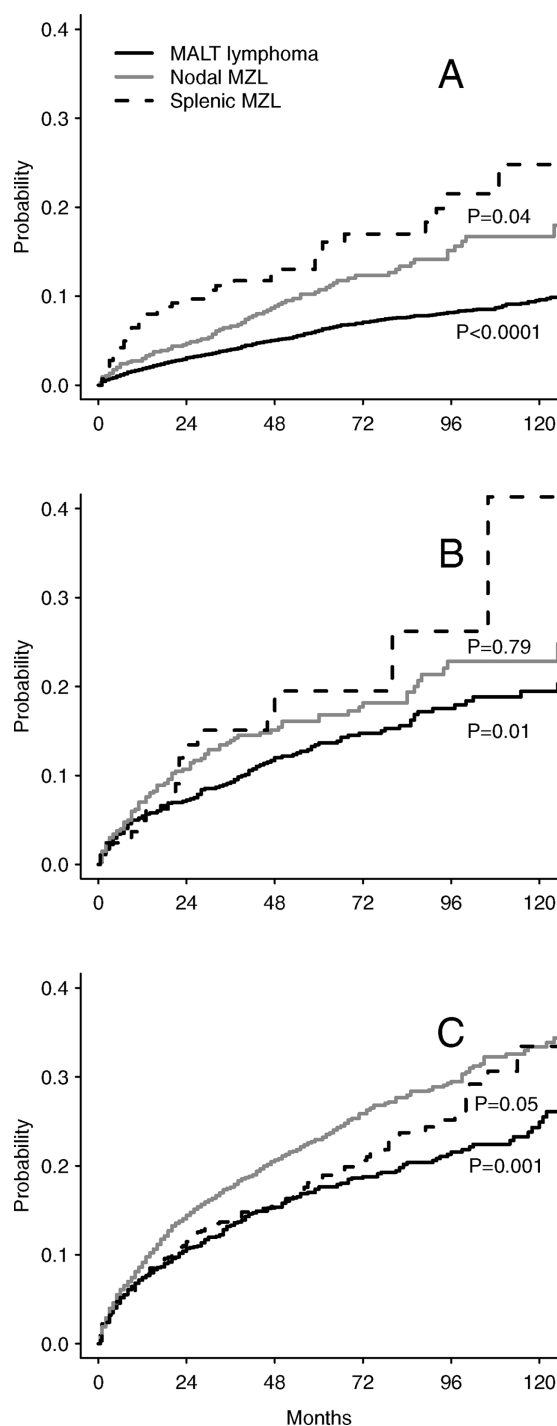 0.4
MALT lymphoma
A
Nodal MZL
Splenic MZL
0.3
Probability
0.2
P=0.04
0.1
P<0.0001
0.0
0 24 48 72 96 120
0.4
B
0.3
Probability
P=0.79
0.2
P=0.01
0.1
0.0
0 24 48 72 96 120
0.4
C
0.3
Probability
P=0.05
0.2
P=0.001
0.1
0.0
0 24 48 72 96 120
Months